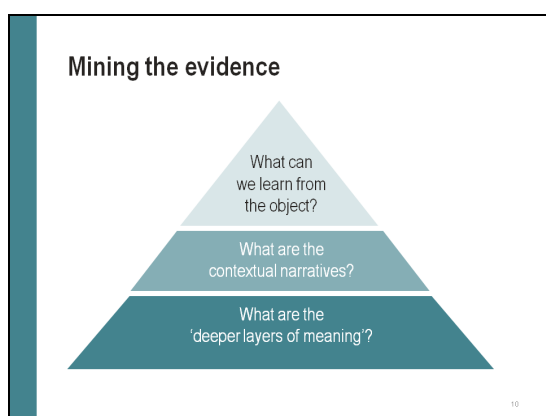 Mining the evidence
What can
we learn from
the object?
What are the
contextual narratives?
What are the
‘deeper layers of meaning’?